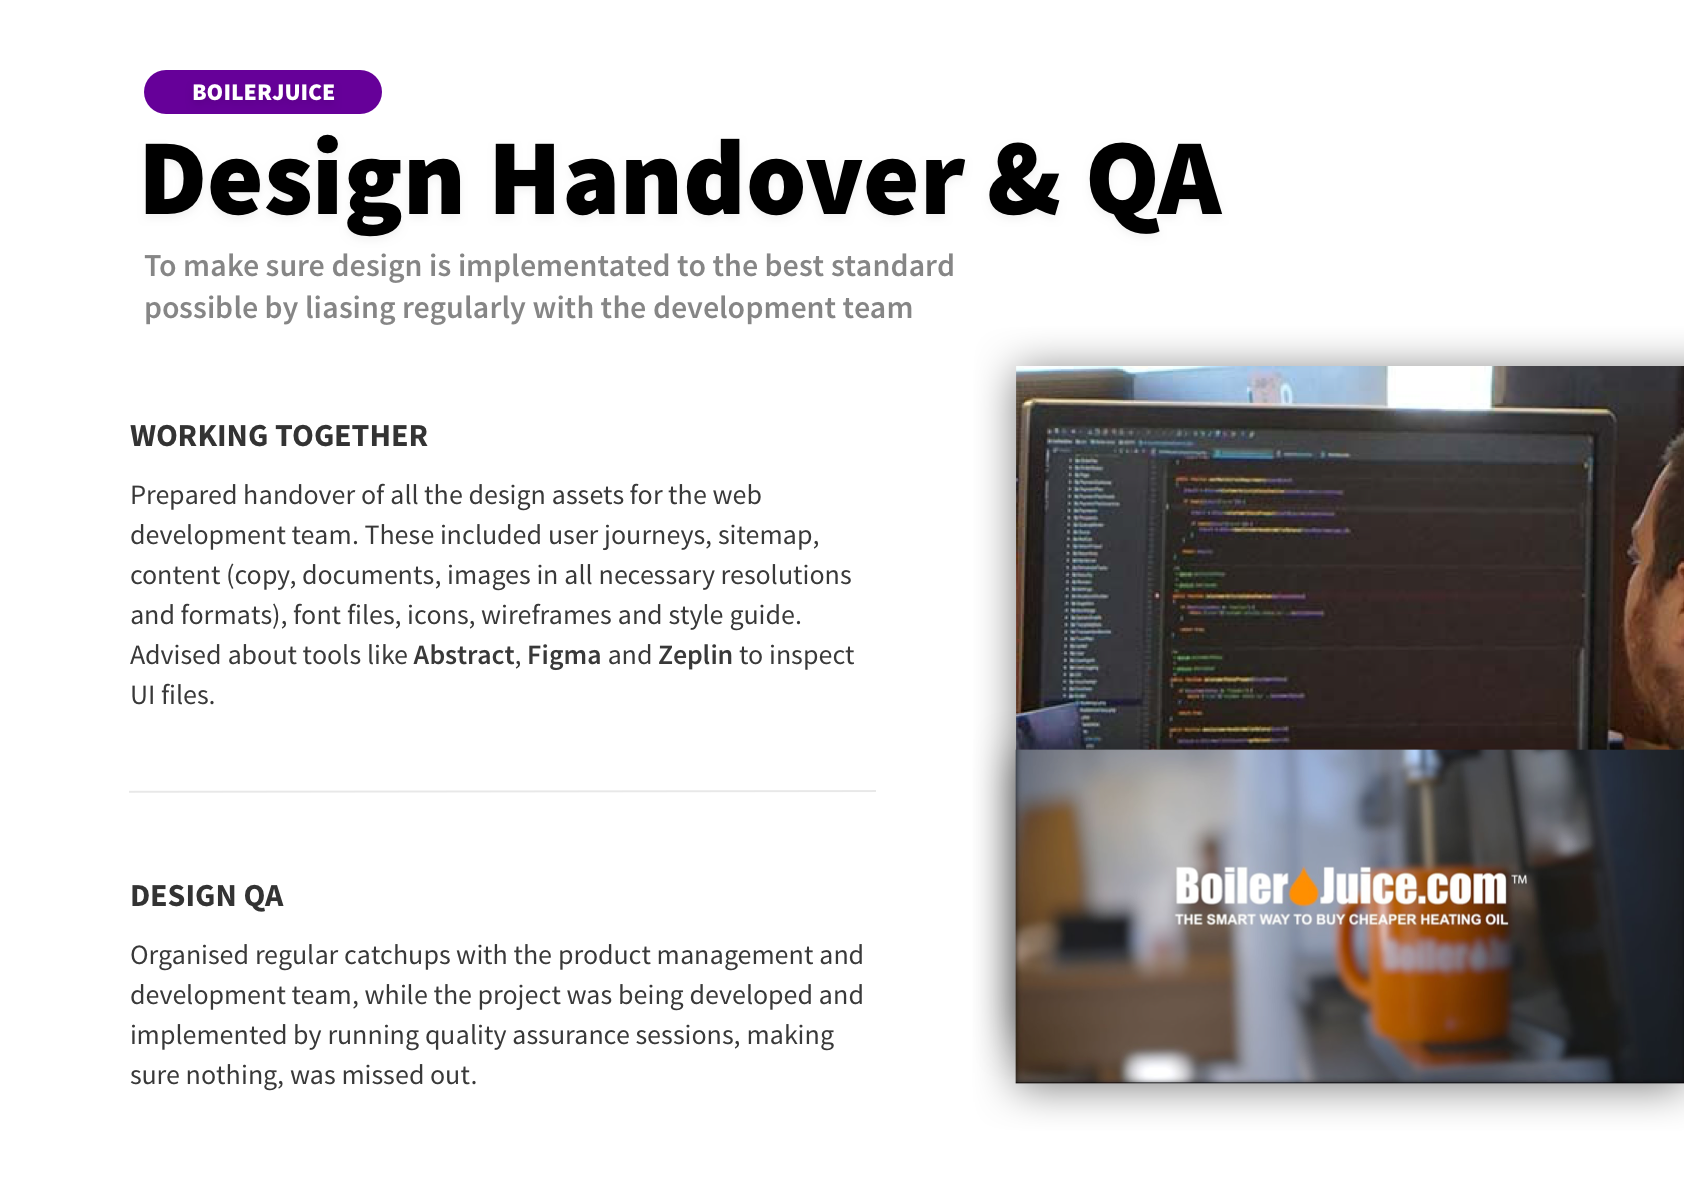 BOILERJUICE
Design Handover & QA
To make sure design is implementated to the best standard
possible by liasing regularly with the development team
WORKING TOGETHER
Prepared handover of all the design assets for the web
development team. These included user journeys, sitemap,
content (copy, documents, images in all necessary resolutions
and formats), font files, icons, wireframes and style guide.
Advised about tools like Abstract, Figma and Zeplin to inspect
UI files.
DESIGN QA
Organised regular catchups with the product management and
development team, while the project was being developed and
implemented by running quality assurance sessions, making
sure nothing, was missed out.
BoilerJuice.com™
THE SMART WAY TO BUY CHEAPER HEATING OIL